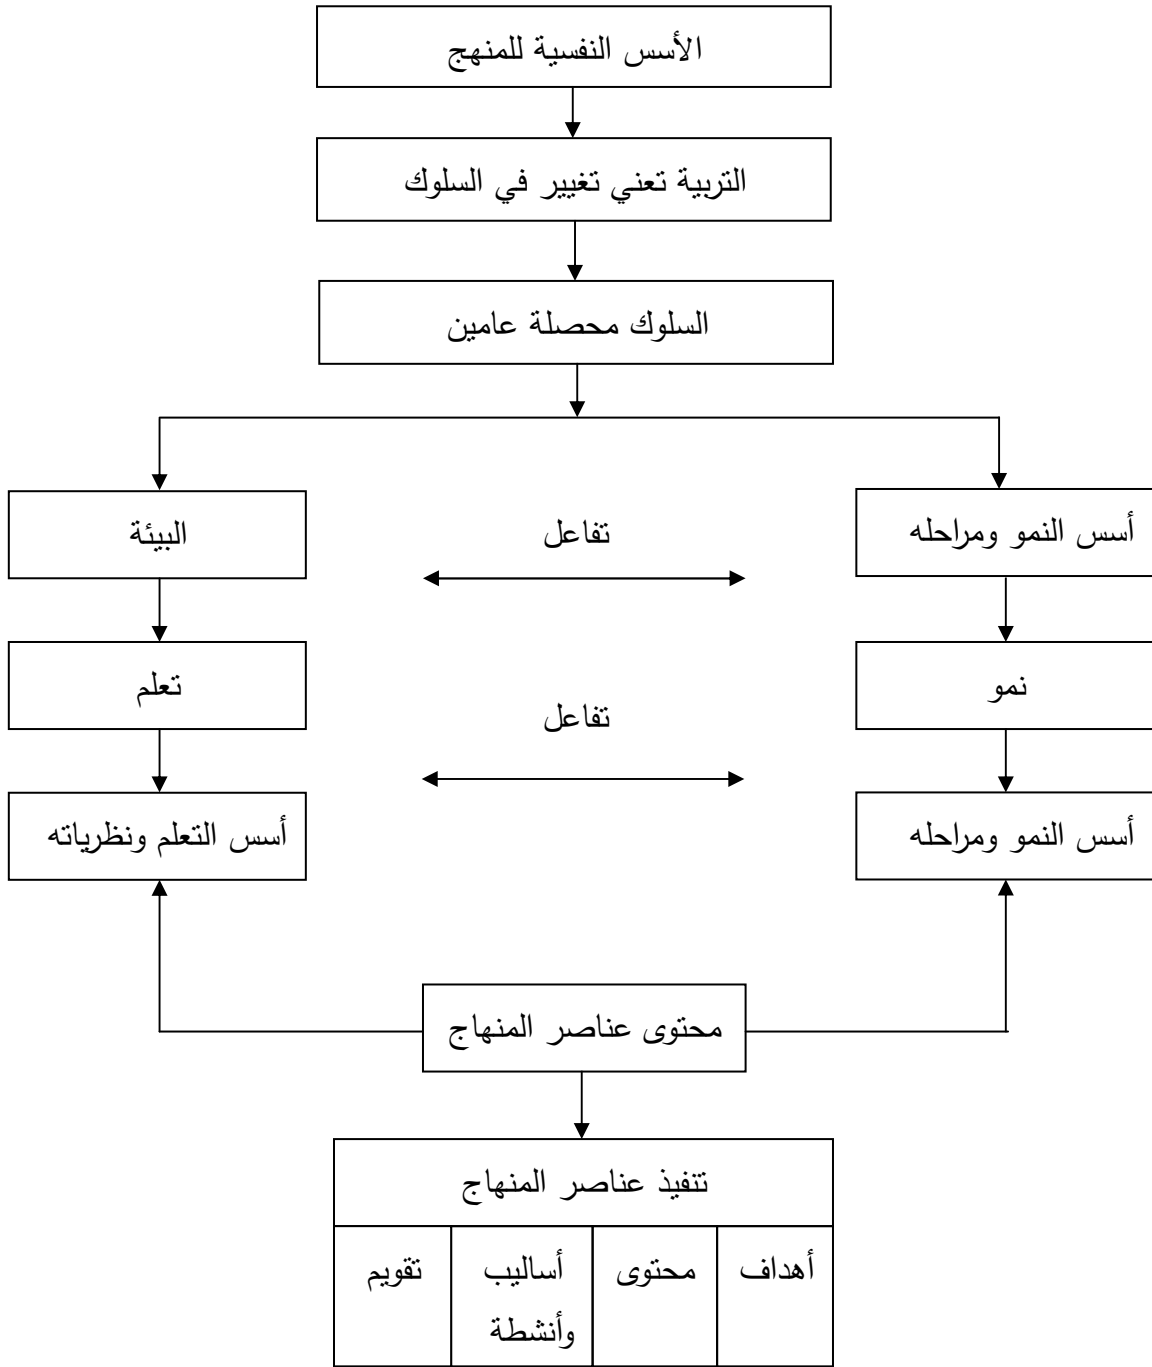 الأسس النفسية للمنهج
التربية تعني تغيير في السلوك
السلوك محصلة عامين
أسس النمو ومراحله
تفاعل
البيئة
نمو
تفاعل
تعلم
أسس النمو ومراحله
أسس التعلم ونظرياته
محتوى عناصر المنهاج
تنفيذ عناصر المنهاج
أهداف
محتوى
أساليب
وأنشطة
تقويم